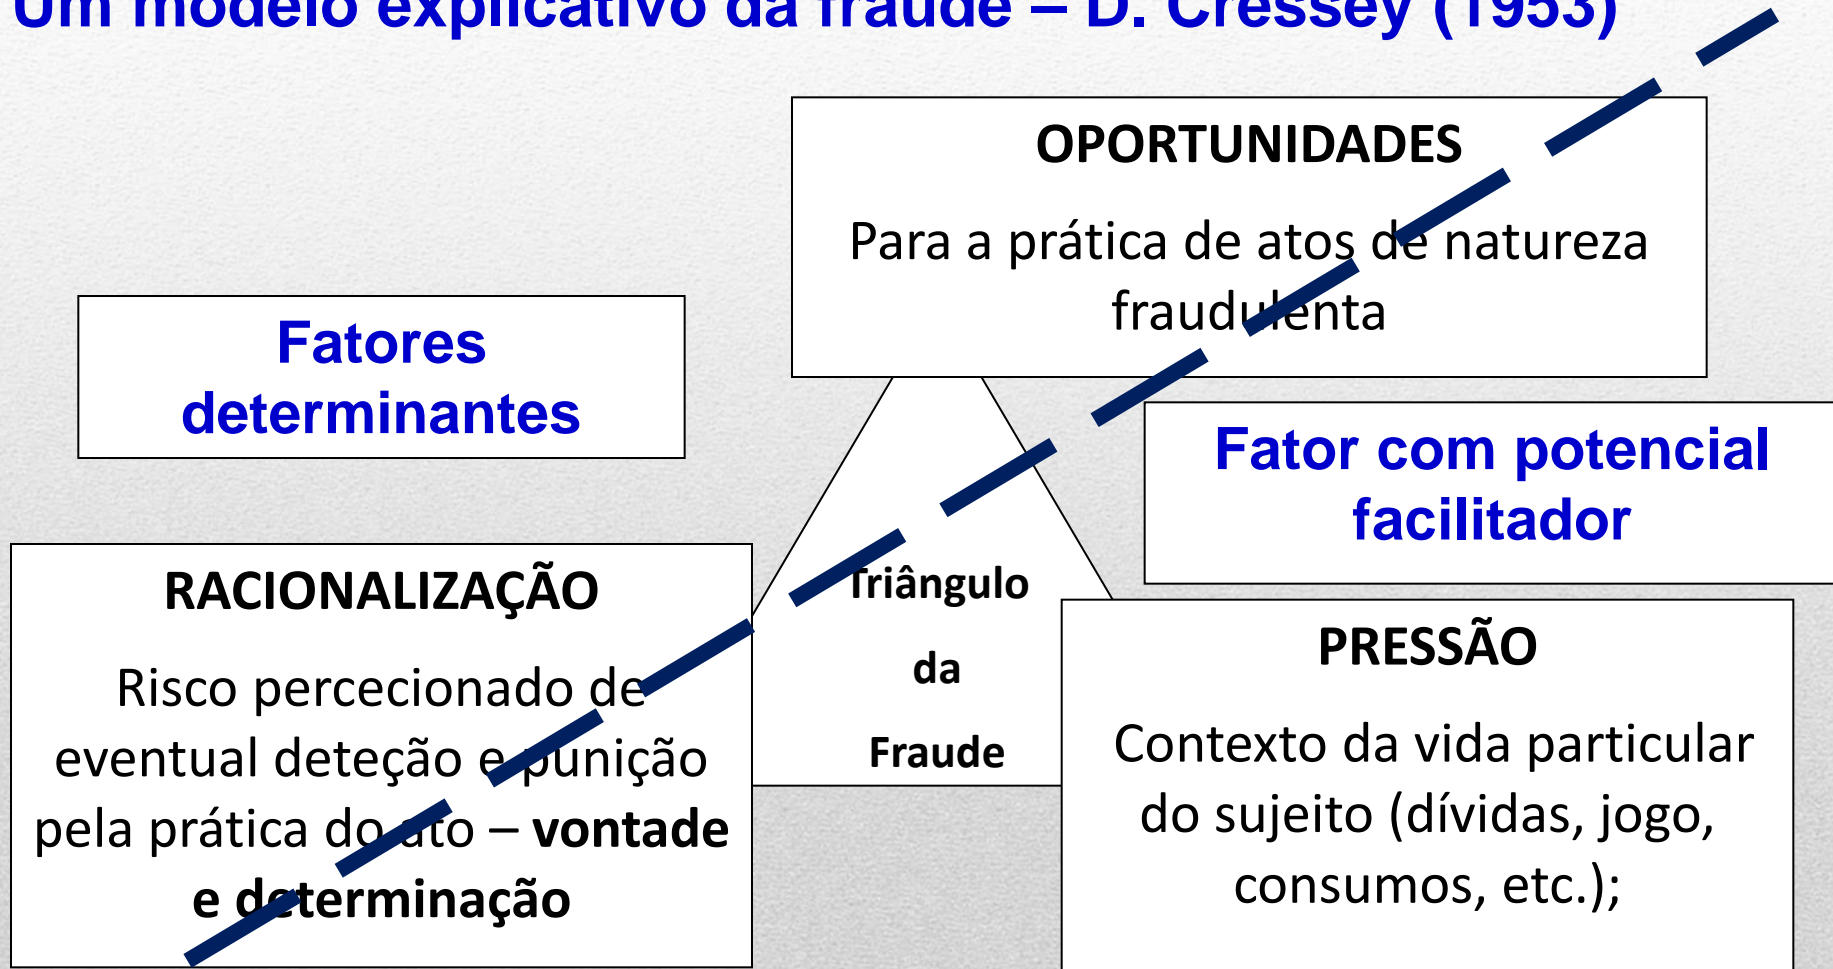 Um modelo explicativo da fraude – D. Cressey (1953)
OPORTUNIDADES
Para a prática de atos de natureza
fraudulenta
Fatores
determinantes
Fator com potencial
facilitador
RACIONALIZAÇÃO
Risco percecionado de
eventual deteção e punição
pela prática do ato – vontade
e determinação
Triângulo
da
Fraude
PRESSÃO
Contexto da vida particular
do sujeito (dívidas, jogo,
consumos, etc.);